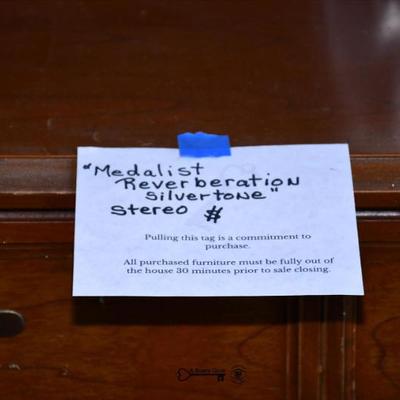 "Medalist
Reverberation
Silvertone"
Stereo #
Pulling this tag is a commitment to
purchase.
All purchased furniture must be fully out of
the house 30 minutes prior to sale closing.